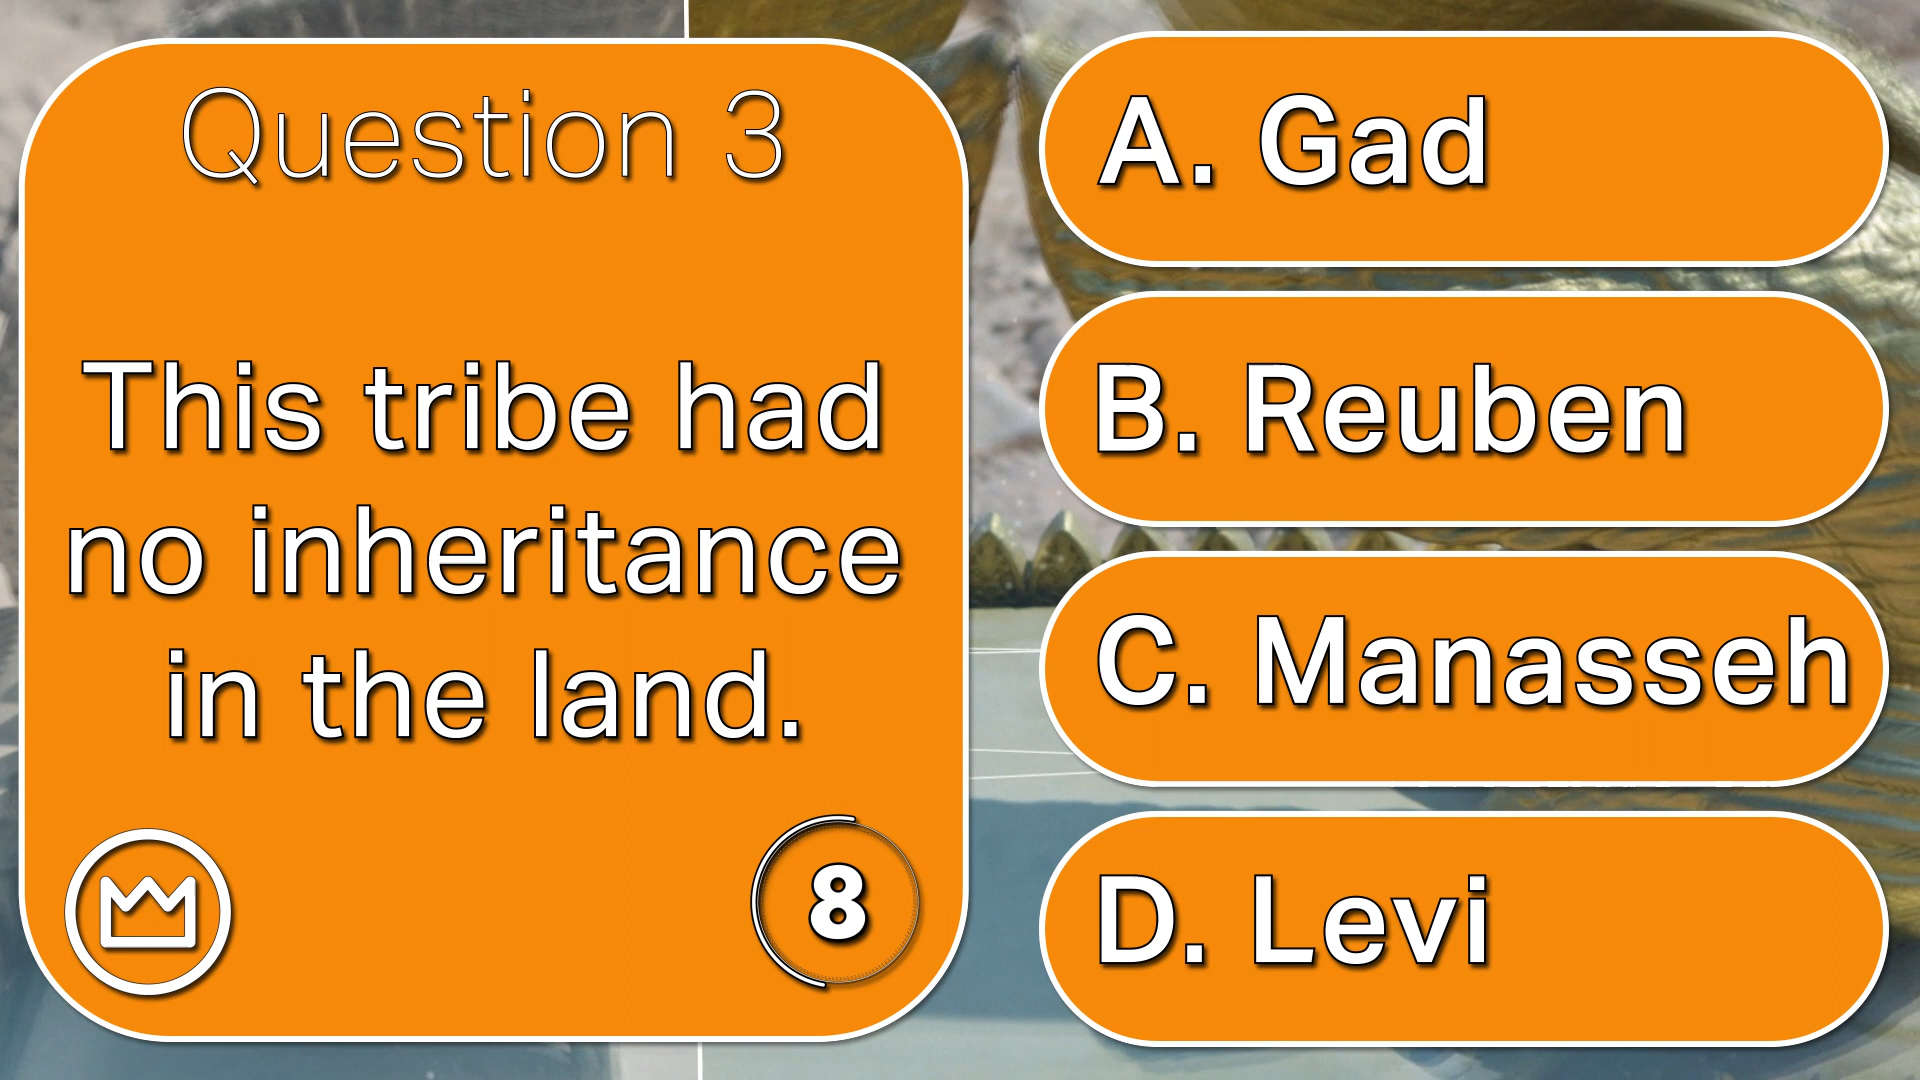 Question 3
This tribe had
no inheritance
in the land.
8
A. Gad
B. Reuben
C. Manasseh
D. Levi